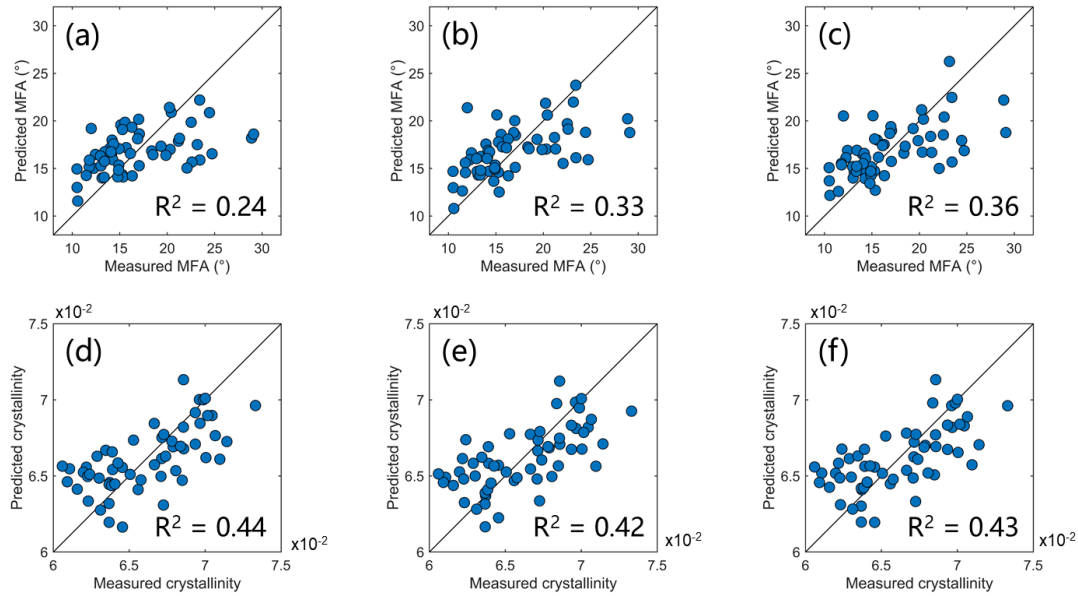 (a)
30
25
20
15
10
Predicted MFA (°)
R² = 0.24
10 15 20 25 30
Measured MFA (°)
(b)
30
25
20
15
10
Predicted MFA (°)
R² = 0.33
10 15 20 25 30
Measured MFA (°)
(c)
30
25
20
15
10
Predicted MFA (°)
R² = 0.36
10 15 20 25 30
Measured MFA (°)
x10⁻²
(d)
7.5
7
6.5
6
Predicted crystallinity
R² = 0.44
x10⁻²
6 6.5 7 7.5
Measured crystallinity
x10⁻²
(e)
7.5
7
6.5
6
Predicted crystallinity
R² = 0.42
x10⁻²
6 6.5 7 7.5
Measured crystallinity
x10⁻²
(f)
7.5
7
6.5
6
Predicted crystallinity
R² = 0.43
x10⁻²
6 6.5 7 7.5
Measured crystallinity